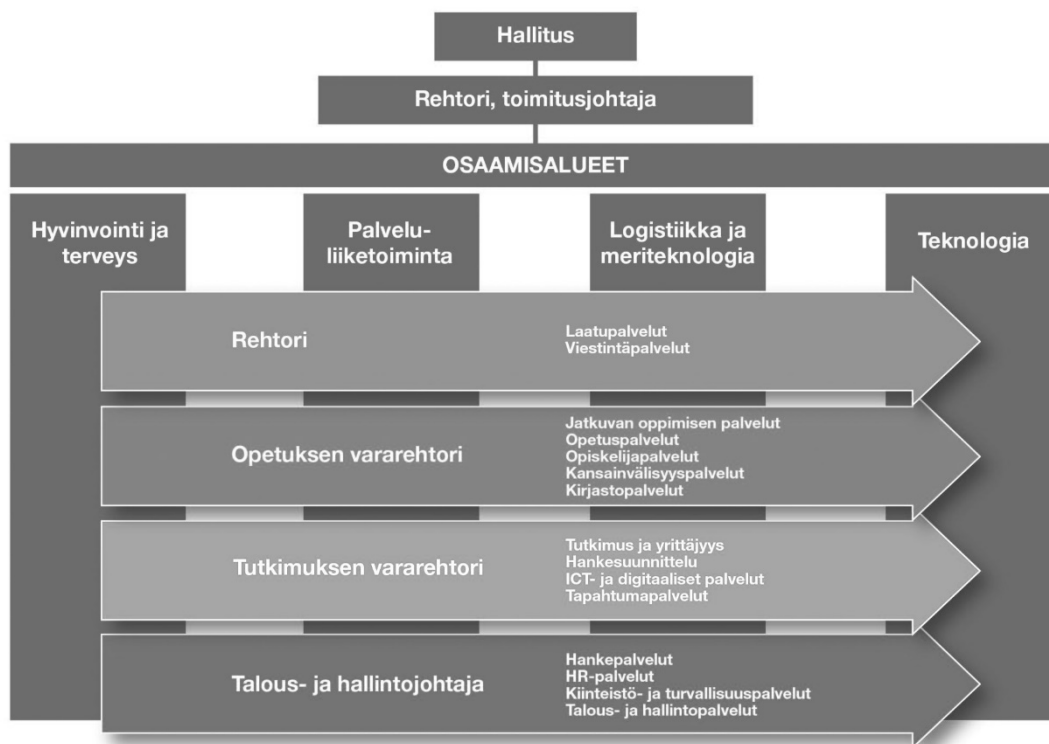 Hallitus
Rehtori, toimitusjohtaja
OSAAMISALUEET
Hyvinvointi ja
terveys
Palvelu-
liiketoiminta
Logistiikka ja
meriteknologia
Teknologia
Rehtori
Laatupalvelut
Viestintäpalvelut
Opetuksen vararehtori
Jatkuvan oppimisen palvelut
Opetuspalvelut
Opiskelijapalvelut
Kansainvälisyyspalvelut
Kirjastopalvelut
Tutkimuksen vararehtori
Tutkimus ja yrittäjyys
Hankesuunnittelu
ICT- ja digitaaliset palvelut
Tapahtumapalvelut
Talous- ja hallintojohtaja
Hankepalvelut
HR-palvelut
Kiinteistö- ja turvallisuuspalvelut
Talous- ja hallintopalvelut